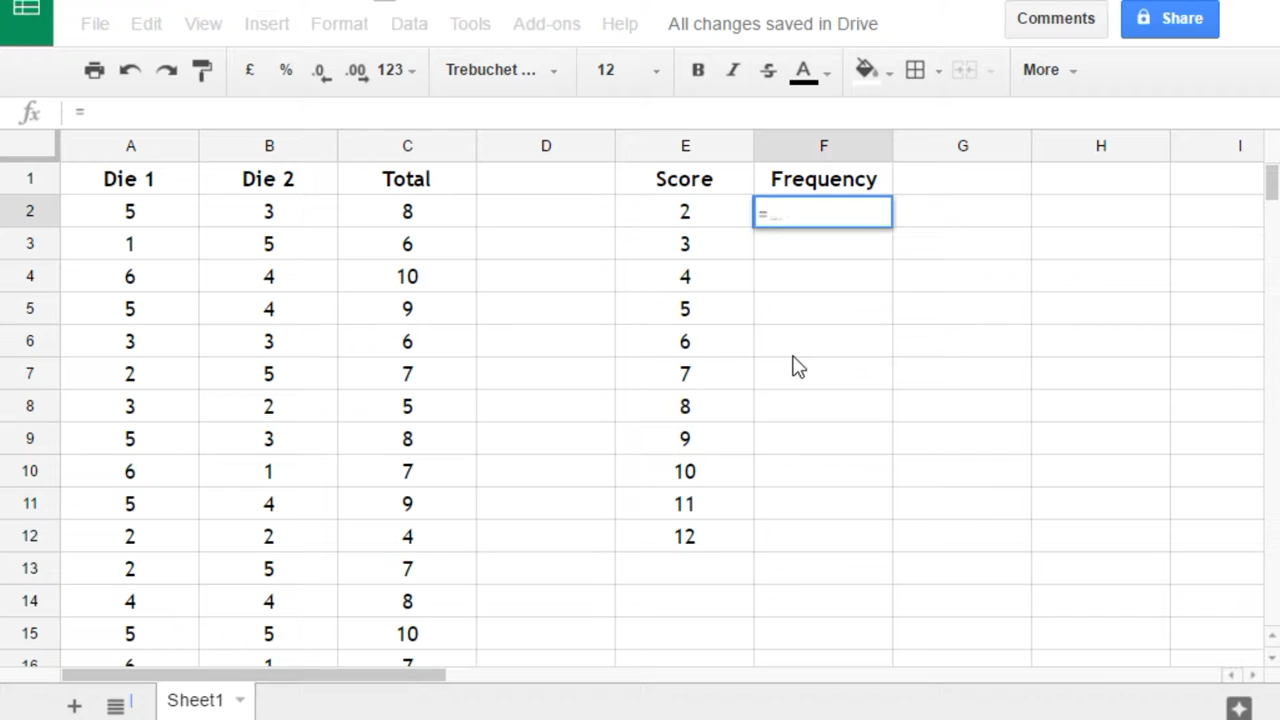 File Edit View Insert Format Data Tools Add-ons Help All changes saved in Drive Comments Share
£ % .0 .00 123 Trebuchet ... 12 B I S A More
fx =
A B C D E F G H I
1 Die 1 Die 2 Total Score Frequency
2 5 3 8 2 =
3 1 5 6 3
4 6 4 10 4
5 5 4 9 5
6 3 3 6 6
7 2 5 7 7
8 3 2 5 8
9 5 3 8 9
10 6 1 7 10
11 5 4 9 11
12 2 2 4 12
13 2 5 7
14 4 4 8
15 5 5 10
16 6 1 7
+ Sheet1